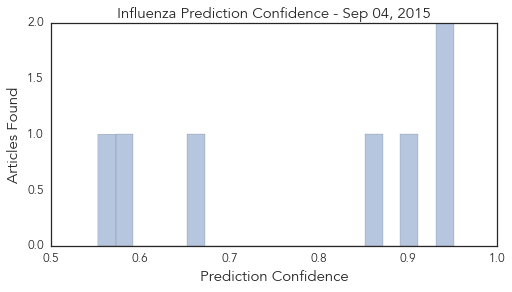 Influenza Prediction Confidence - Sep 04, 2015
Articles Found
2.0
1.5
1.0
0.5
0.0
0.5 0.6 0.7 0.8 0.9 1.0
Prediction Confidence